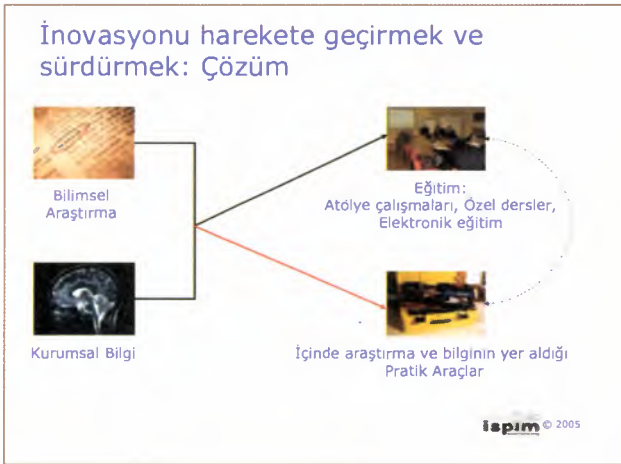 İnovasyonu harekete geçirmek ve
sürdürmek: Çözüm
Bilimsel
Araştırma
Eğitim:
Atölye çalışmaları, Özel dersler,
Elektronik eğitim
Kurumsal Bilgi
İçinde araştırma ve bilginin yer aldığı
Pratik Araçlar
ispim © 2005